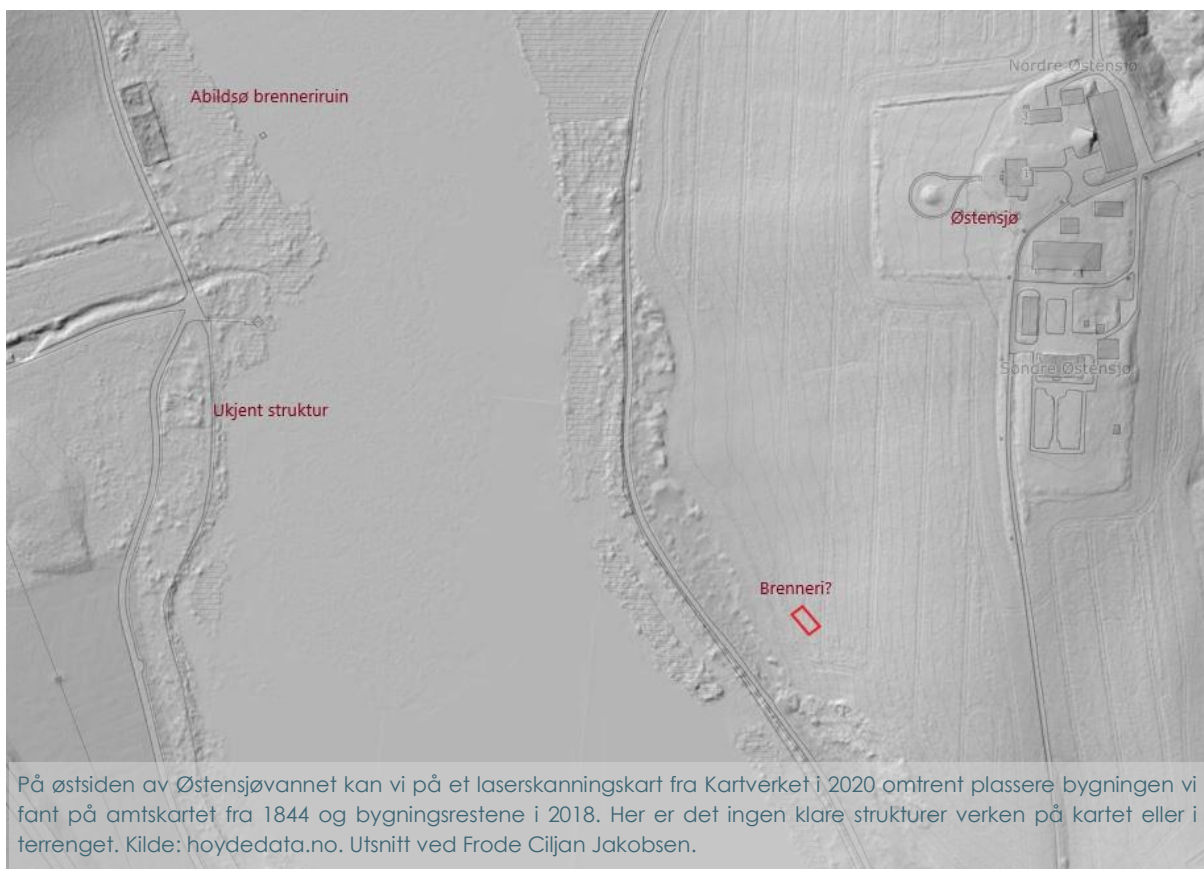 Nordre Østensjø
Abildsø brenneriruin
3
1
Østensjø
Søndre Østensjø
Ukjent struktur
Brenneri?
På østsiden av Østensjøvannet kan vi på et laserskanningskart fra Kartverket i 2020 omtrent plassere bygningen vi
fant på amtskartet fra 1844 og bygningsrestene i 2018. Her er det ingen klare strukturer verken på kartet eller i
terrenget. Kilde: hoydedata.no. Utsnitt ved Frode Ciljan Jakobsen.